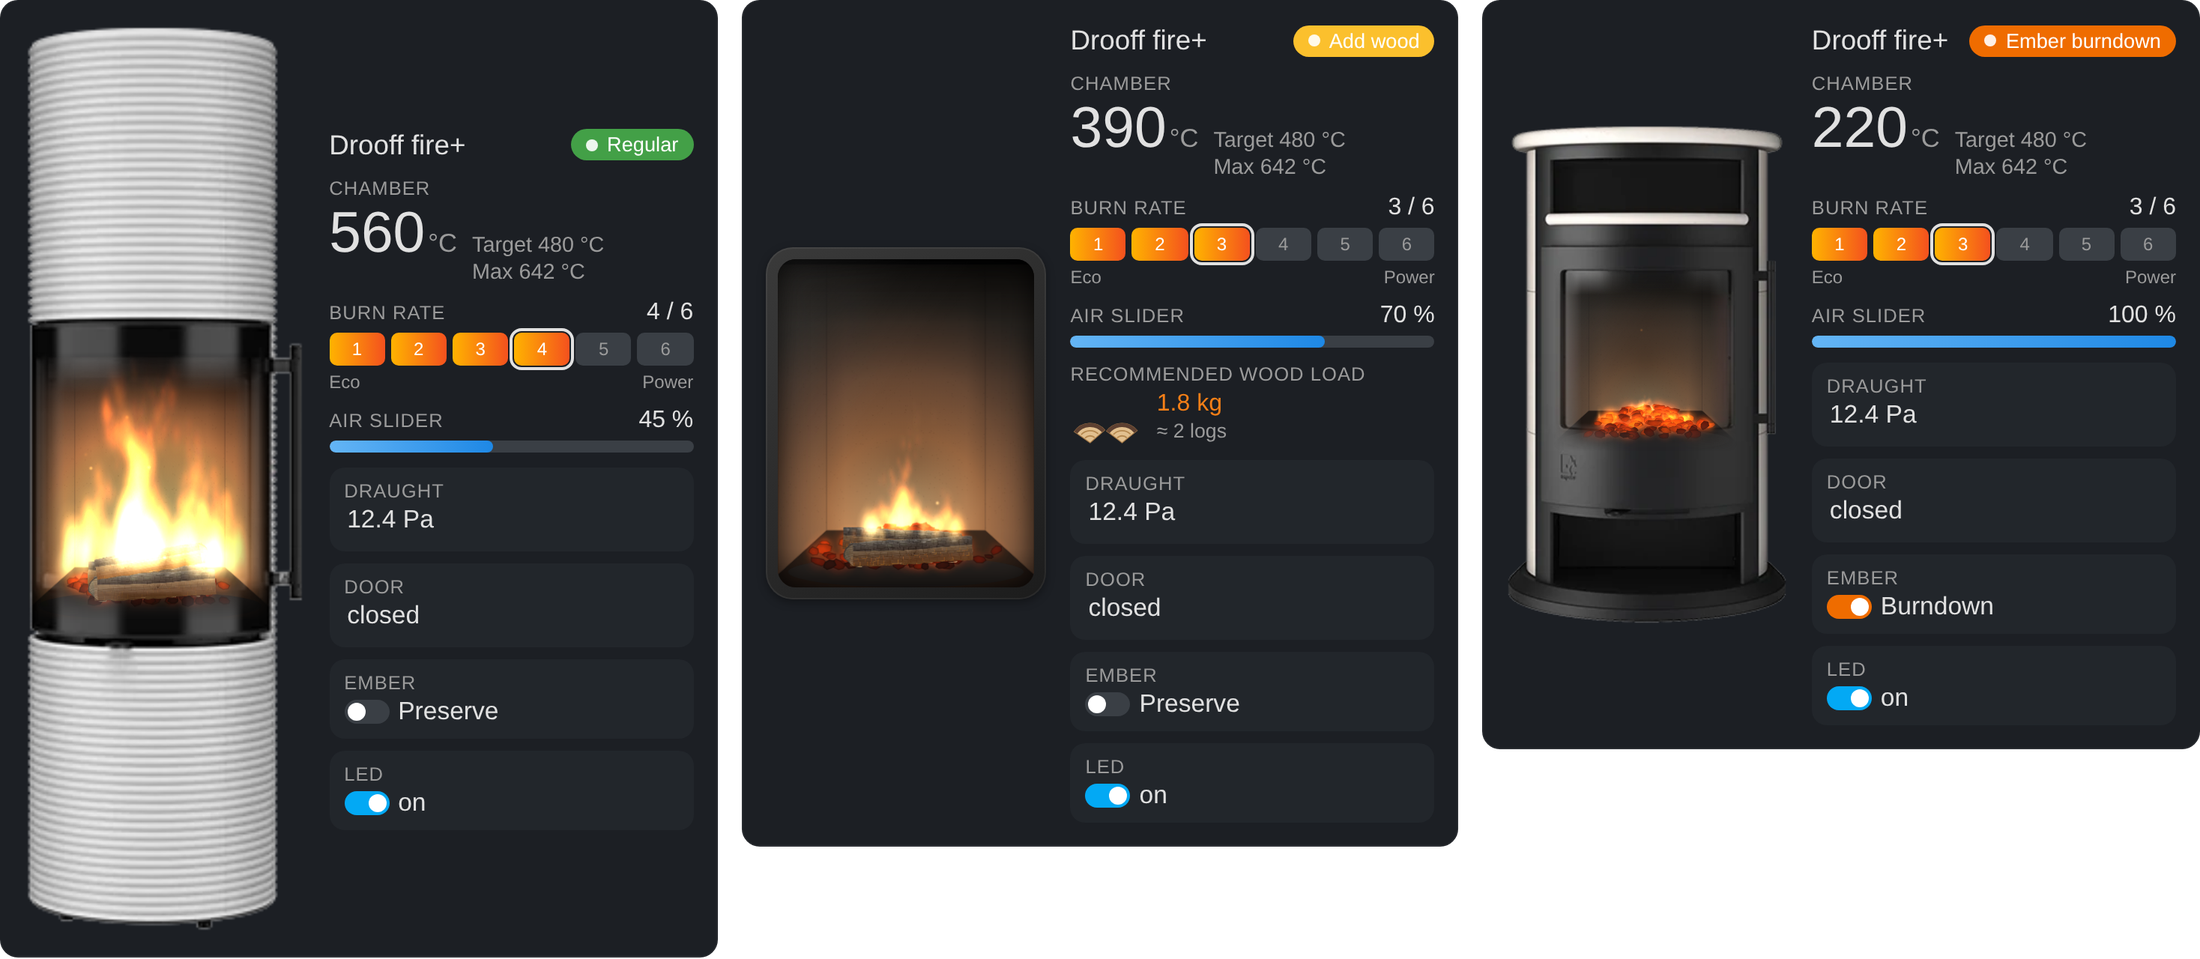 Drooff fire+
Regular
CHAMBER
560 °C
Target 480 °C
Max 642 °C
BURN RATE
4 / 6
1 2 3 4 5 6
Eco
Power
AIR SLIDER
45 %
DRAUGHT
12.4 Pa
DOOR
closed
EMBER
Preserve
LED
on
Drooff fire+
Add wood
CHAMBER
390 °C
Target 480 °C
Max 642 °C
BURN RATE
3 / 6
1 2 3 4 5 6
Eco
Power
AIR SLIDER
70 %
RECOMMENDED WOOD LOAD
1.8 kg
≈ 2 logs
DRAUGHT
12.4 Pa
DOOR
closed
EMBER
Preserve
LED
on
Drooff fire+
Ember burndown
CHAMBER
220 °C
Target 480 °C
Max 642 °C
BURN RATE
3 / 6
1 2 3 4 5 6
Eco
Power
AIR SLIDER
100 %
DRAUGHT
12.4 Pa
DOOR
closed
EMBER
Burndown
LED
on